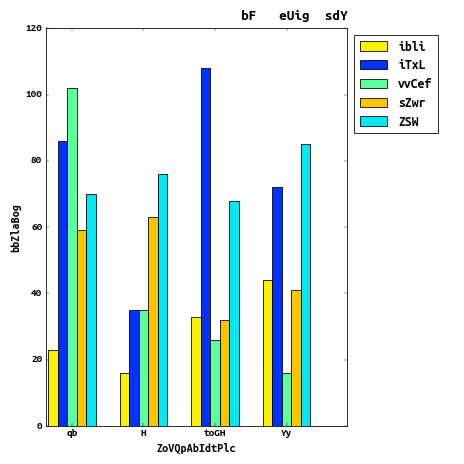 bF eUig sdY
ibli
iTxL
vvCef
sZwr
ZSW
bbZlaBog
120
100
80
60
40
20
0
qb H toGH Yy
ZoVQpAbIdtPlc